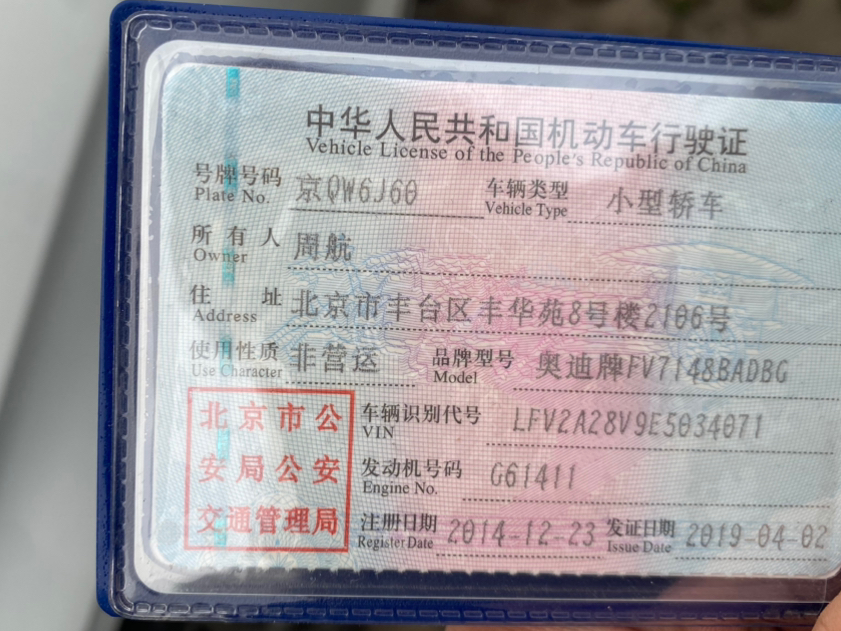 中华人民共和国机动车行驶证
Vehicle License of the People's Republic of China
号牌号码 京QW6J60 车辆类型 小型轿车
Plate No. Vehicle Type
所有人 周航
Owner
住址 北京市丰台区丰华苑8号楼2106号
Address
使用性质 非营运 品牌型号 奥迪牌FV7148BADBG
Use Character Model
北京市公 车辆识别代号 LFV2A28V9E5034071
VIN
安局公安 发动机号码 G61411
Engine No.
交通管理局 注册日期 2014-12-23 发证日期 2019-04-02
Register Date Issue Date